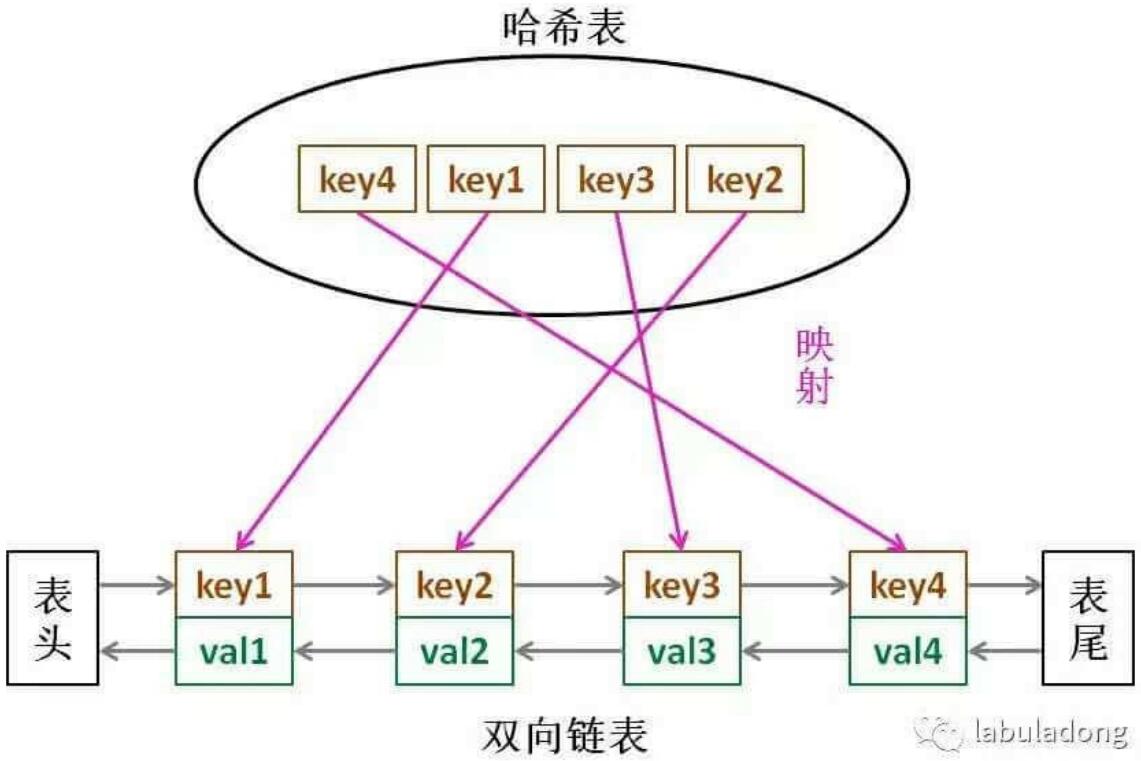 哈希表
key4 key1 key3 key2
映
射
表
头
key1 key2 key3 key4
val1 val2 val3 val4
表
尾
双向链表
labuladong